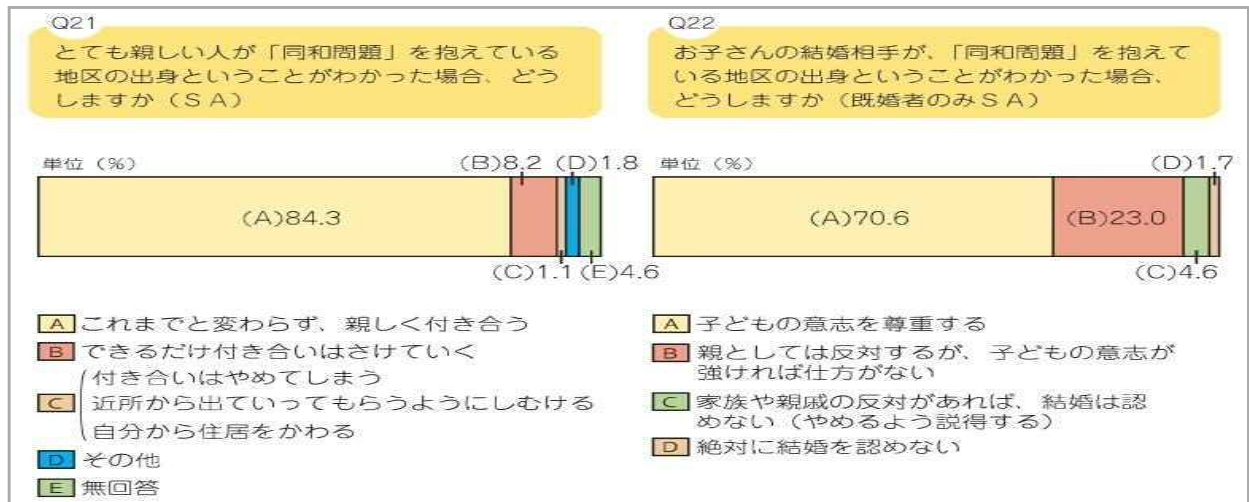 Q21
とても親しい人が「同和問題」を抱えている
地区の出身ということがわかった場合、どう
しますか（ＳＡ）
単位（%）
(B)8.2 (D)1.8
(A)84.3
(C)1.1 (E)4.6
A これまでと変わらず、親しく付き合う
B できるだけ付き合いはさけていく
付き合いはやめてしまう
C 近所から出ていってもらうようにしむける
自分から住居をかわる
D その他
E 無回答
Q22
お子さんの結婚相手が、「同和問題」を抱えて
いる地区の出身ということがわかった場合、
どうしますか（既婚者のみＳＡ）
単位（%）
(D)1.7
(A)70.6
(B)23.0
(C)4.6
A 子どもの意志を尊重する
B 親としては反対するが、子どもの意志が
強ければ仕方がない
C 家族や親戚の反対があれば、結婚は認
めない（やめるよう説得する）
D 絶対に結婚を認めない